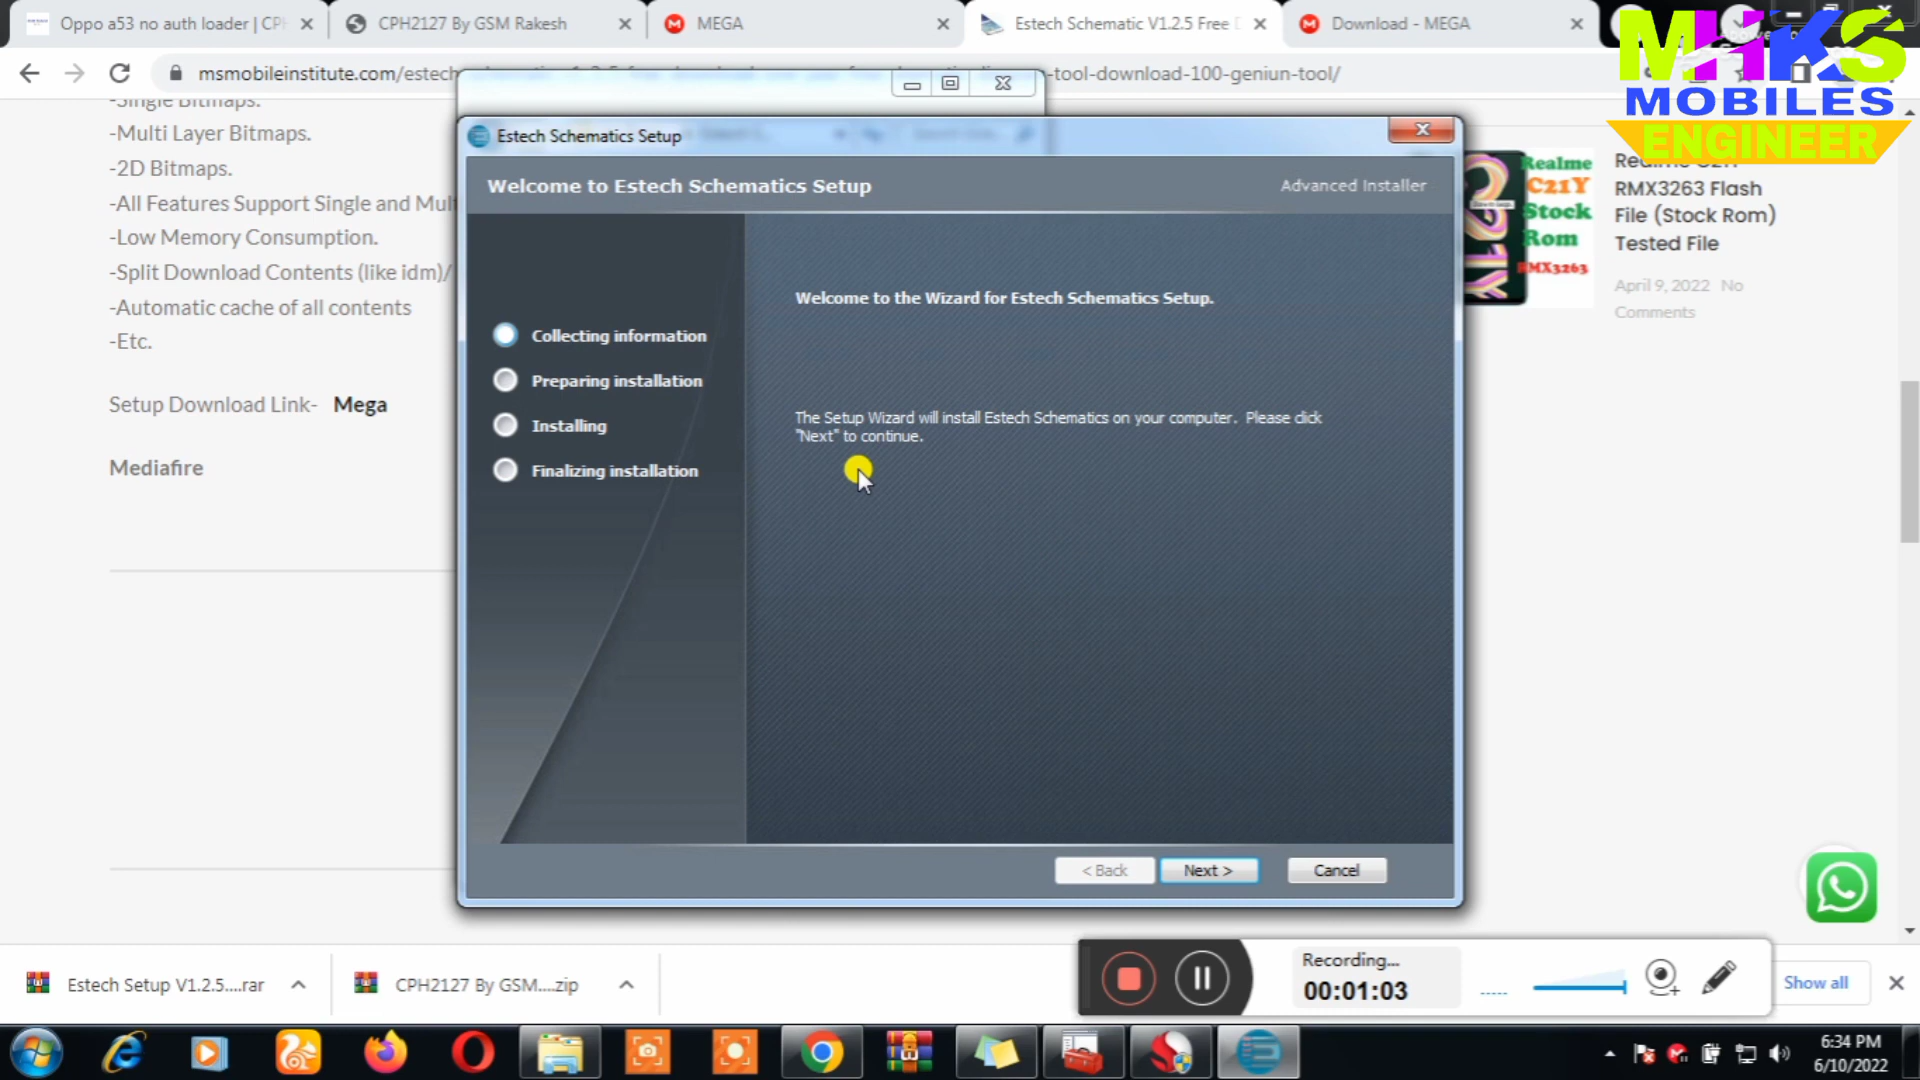 Oppo a53 no auth loader | CPH
CPH2127 By GSM Rakesh
MEGA
Estech Schematic V1.2.5 Free D
Download - MEGA
MHKS
MOBILES
ENGINEER
msmobileinstitute.com/estech
-tool-download-100-geniun-tool/
-Single Bitmaps.
-Multi Layer Bitmaps.
-2D Bitmaps.
-All Features Support Single and Mul
-Low Memory Consumption.
-Split Download Contents (like idm)/
-Automatic cache of all contents
-Etc.
Setup Download Link- Mega
Mediafire
Estech Schematics Setup
Welcome to Estech Schematics Setup
Advanced Installer
Collecting information
Preparing installation
Installing
Finalizing installation
Welcome to the Wizard for Estech Schematics Setup.
The Setup Wizard will install Estech Schematics on your computer. Please click
"Next" to continue.
< Back
Next >
Cancel
Realme
C21Y
Stock
Rom
RMX3263
RMX3263 Flash
File (Stock Rom)
Tested File
April 9, 2022 No
Comments
Estech Setup V1.2.5....rar
CPH2127 By GSM....zip
Recording...
00:01:03
Show all
6:34 PM
6/10/2022